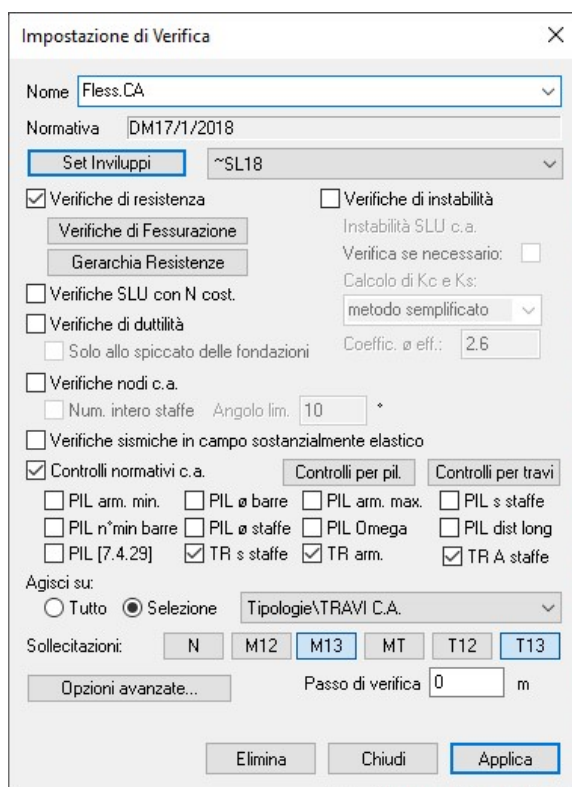 Impostazione di Verifica
Nome Fless.CA
Normativa DM17/1/2018
Set Inviluppi ~SL18
Verifiche di resistenza Verifiche di instabilità
Verifiche di Fessurazione Instabilità SLU c.a.
Verifica se necessario:
Gerarchia Resistenze
Calcolo di Kc e Ks:
Verifiche SLU con N cost.
metodo semplificato
Verifiche di duttilità
Solo allo spiccato delle fondazioni Coeffic. ø eff.: 2.6
Verifiche nodi c.a.
Num. intero staffe Angolo lim. 10 °
Verifiche sismiche in campo sostanzialmente elastico
Controlli normativi c.a. Controlli per pil. Controlli per travi
PIL arm. min. PIL ø barre PIL arm. max. PIL s staffe
PIL n°min barre PIL ø staffe PIL Omega PIL dist long
PIL [7.4.29] TR s staffe TR arm. TR A staffe
Agisci su:
Tutto Selezione Tipologie\TRAVI C.A.
Sollecitazioni: N M12 M13 MT T12 T13
Opzioni avanzate... Passo di verifica 0 m
Elimina Chiudi Applica